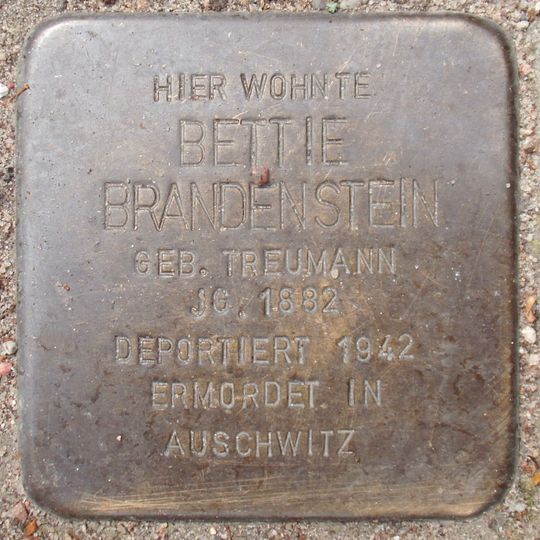 HIER WOHNTE
BETTIE
BRANDENSTEIN
GEB. TREUMANN
JG. 1882
DEPORTIERT 1942
ERMORDET IN
AUSCHWITZ